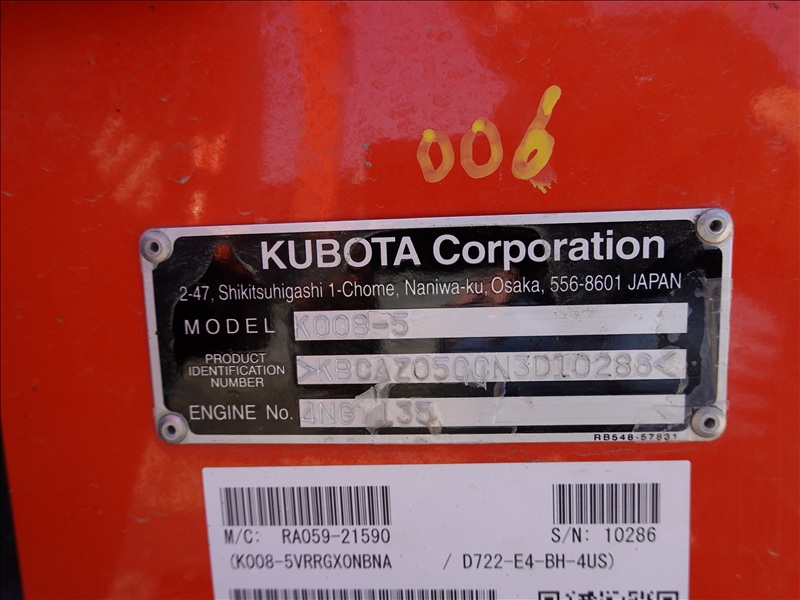 006
KUBOTA Corporation
2-47, Shikitsuhigashi 1-Chome, Naniwa-ku, Osaka, 556-8601 JAPAN
MODEL K008-5
PRODUCT
IDENTIFICATION
NUMBER
>KBCAZ05CCN3D10286<
ENGINE No.
RB548-57831
M/C: RA059-21590
S/N: 10286
(K008-5VRRGX0NBNA / D722-E4-BH-4US)